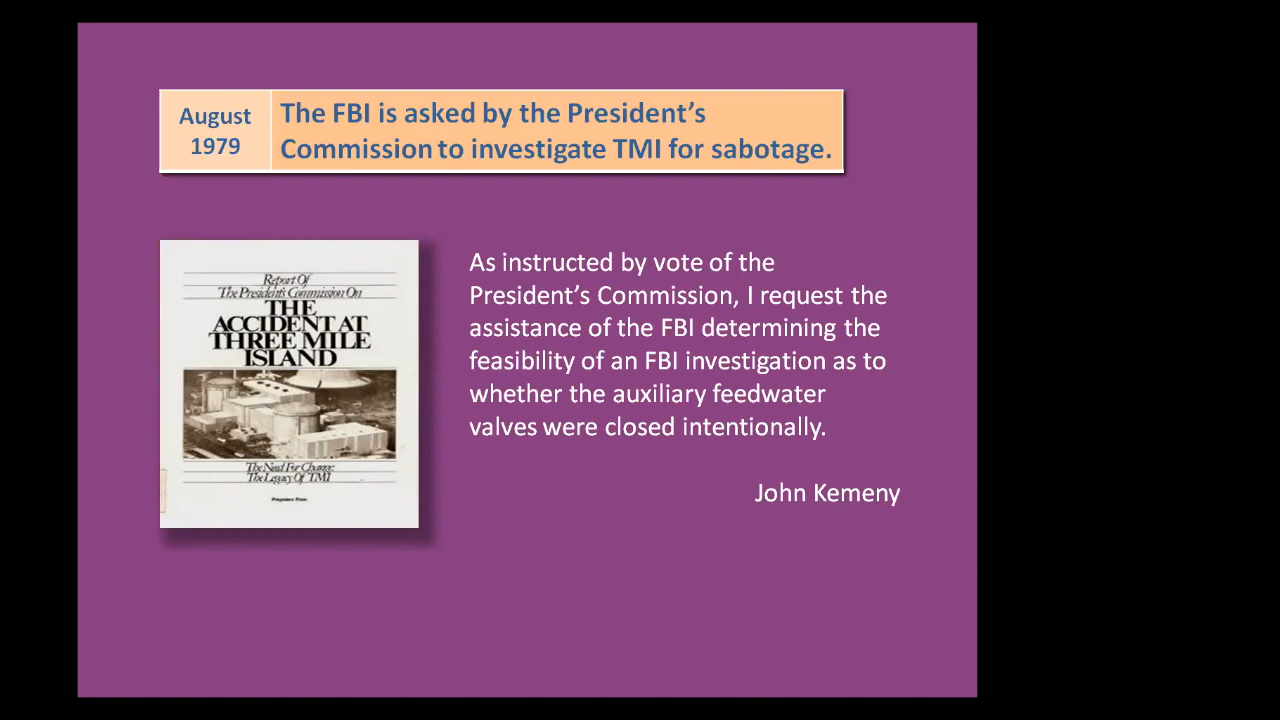 August
1979
The FBI is asked by the President's
Commission to investigate TMI for sabotage.
Report Of
The President's Commission On
THE
ACCIDENT AT
THREE MILE
ISLAND
The Need For Change:
The Legacy Of TMI
Pergamon Press
As instructed by vote of the
President's Commission, I request the
assistance of the FBI determining the
feasibility of an FBI investigation as to
whether the auxiliary feedwater
valves were closed intentionally.
John Kemeny